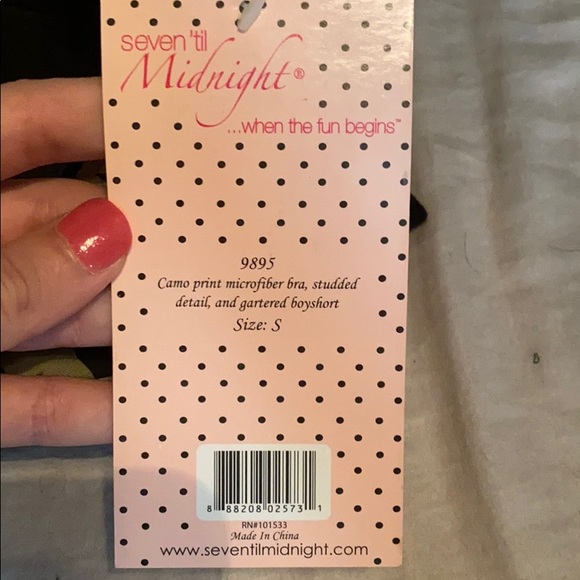 seven 'til
Midnight®
...when the fun begins™
9895
Camo print microfiber bra, studded
detail, and gartered boyshort
Size: S
8 88208 02573 1
RN#101533
Made In China
www.seventilmidnight.com